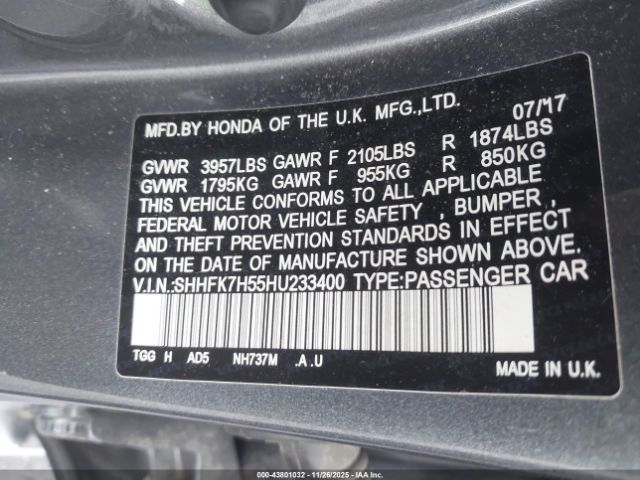 MFD.BY HONDA OF THE U.K. MFG.,LTD. 07/'17
GVWR 3957LBS GAWR F 2105LBS R 1874LBS
GVWR 1795KG GAWR F 955KG R 850KG
THIS VEHICLE CONFORMS TO ALL APPLICABLE
FEDERAL MOTOR VEHICLE SAFETY , BUMPER ,
AND THEFT PREVENTION STANDARDS IN EFFECT
ON THE DATE OF MANUFACTURE SHOWN ABOVE.
V.I.N.:SHHFK7H55HU233400 TYPE:PASSENGER CAR
TGG H AD5 NH737M .A .U
MADE IN U.K.
000-43801032 - 11/26/2025 - Copyright © 2025 IAA, LLC